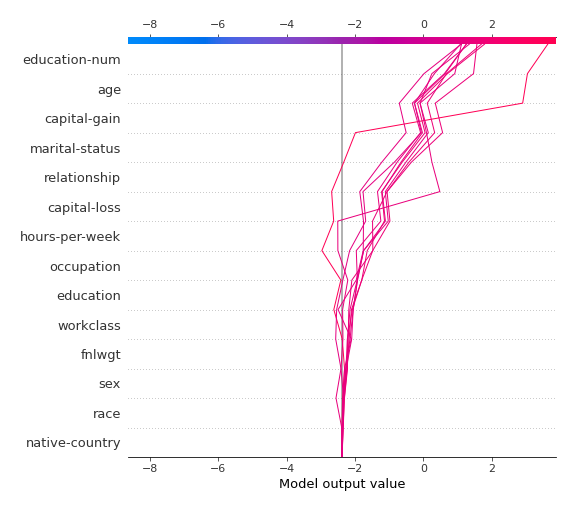 −8 −6 −4 −2 0 2
education-num
age
capital-gain
marital-status
relationship
capital-loss
hours-per-week
occupation
education
workclass
fnlwgt
sex
race
native-country
−8 −6 −4 −2 0 2
Model output value